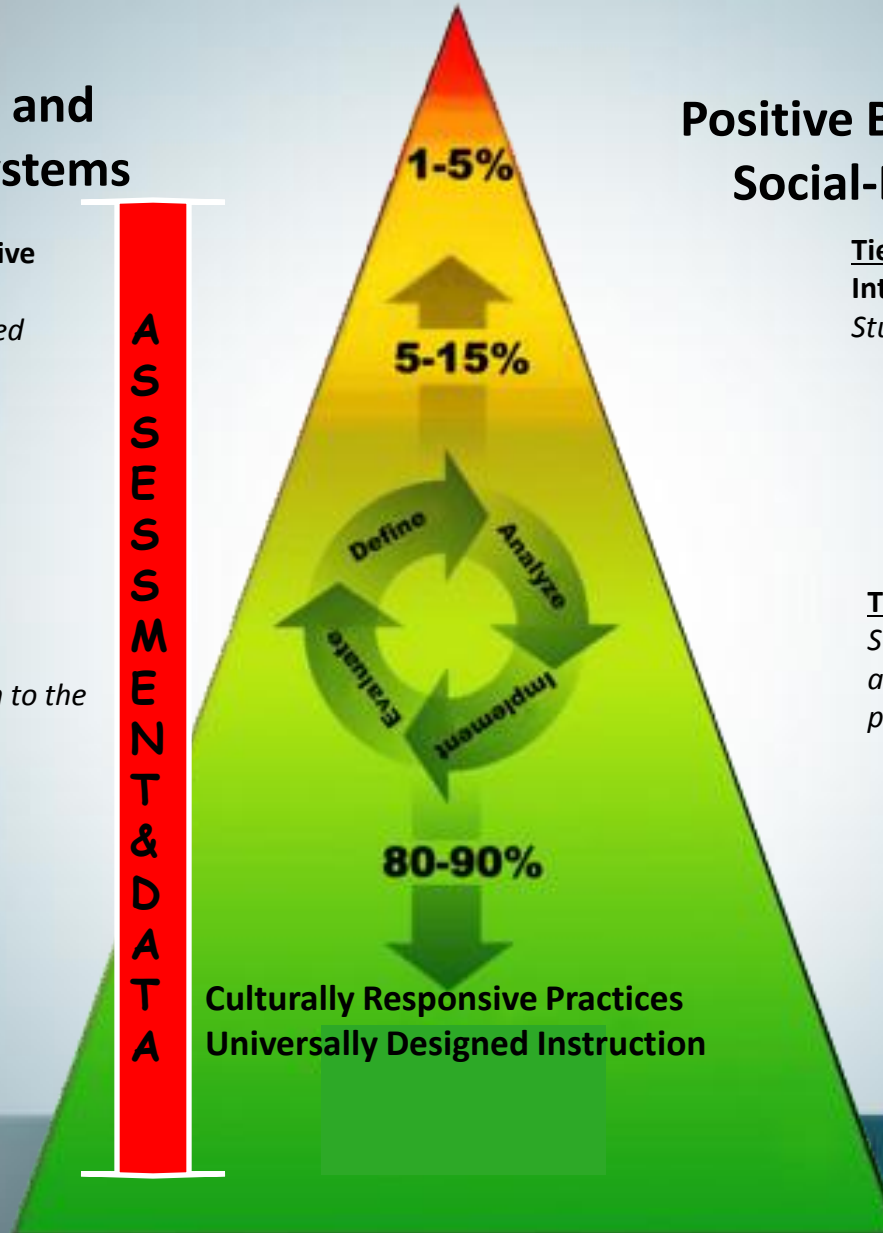 and
ystems
ive
ed
n to the
ASSESSMENT&DATA
1-5%
5-15%
Define
Analyze
Implement
Evaluate
80-90%
Culturally Responsive Practices
Universally Designed Instruction
Positive B
Social-
Tie
Int
Stu
T
S
a
p